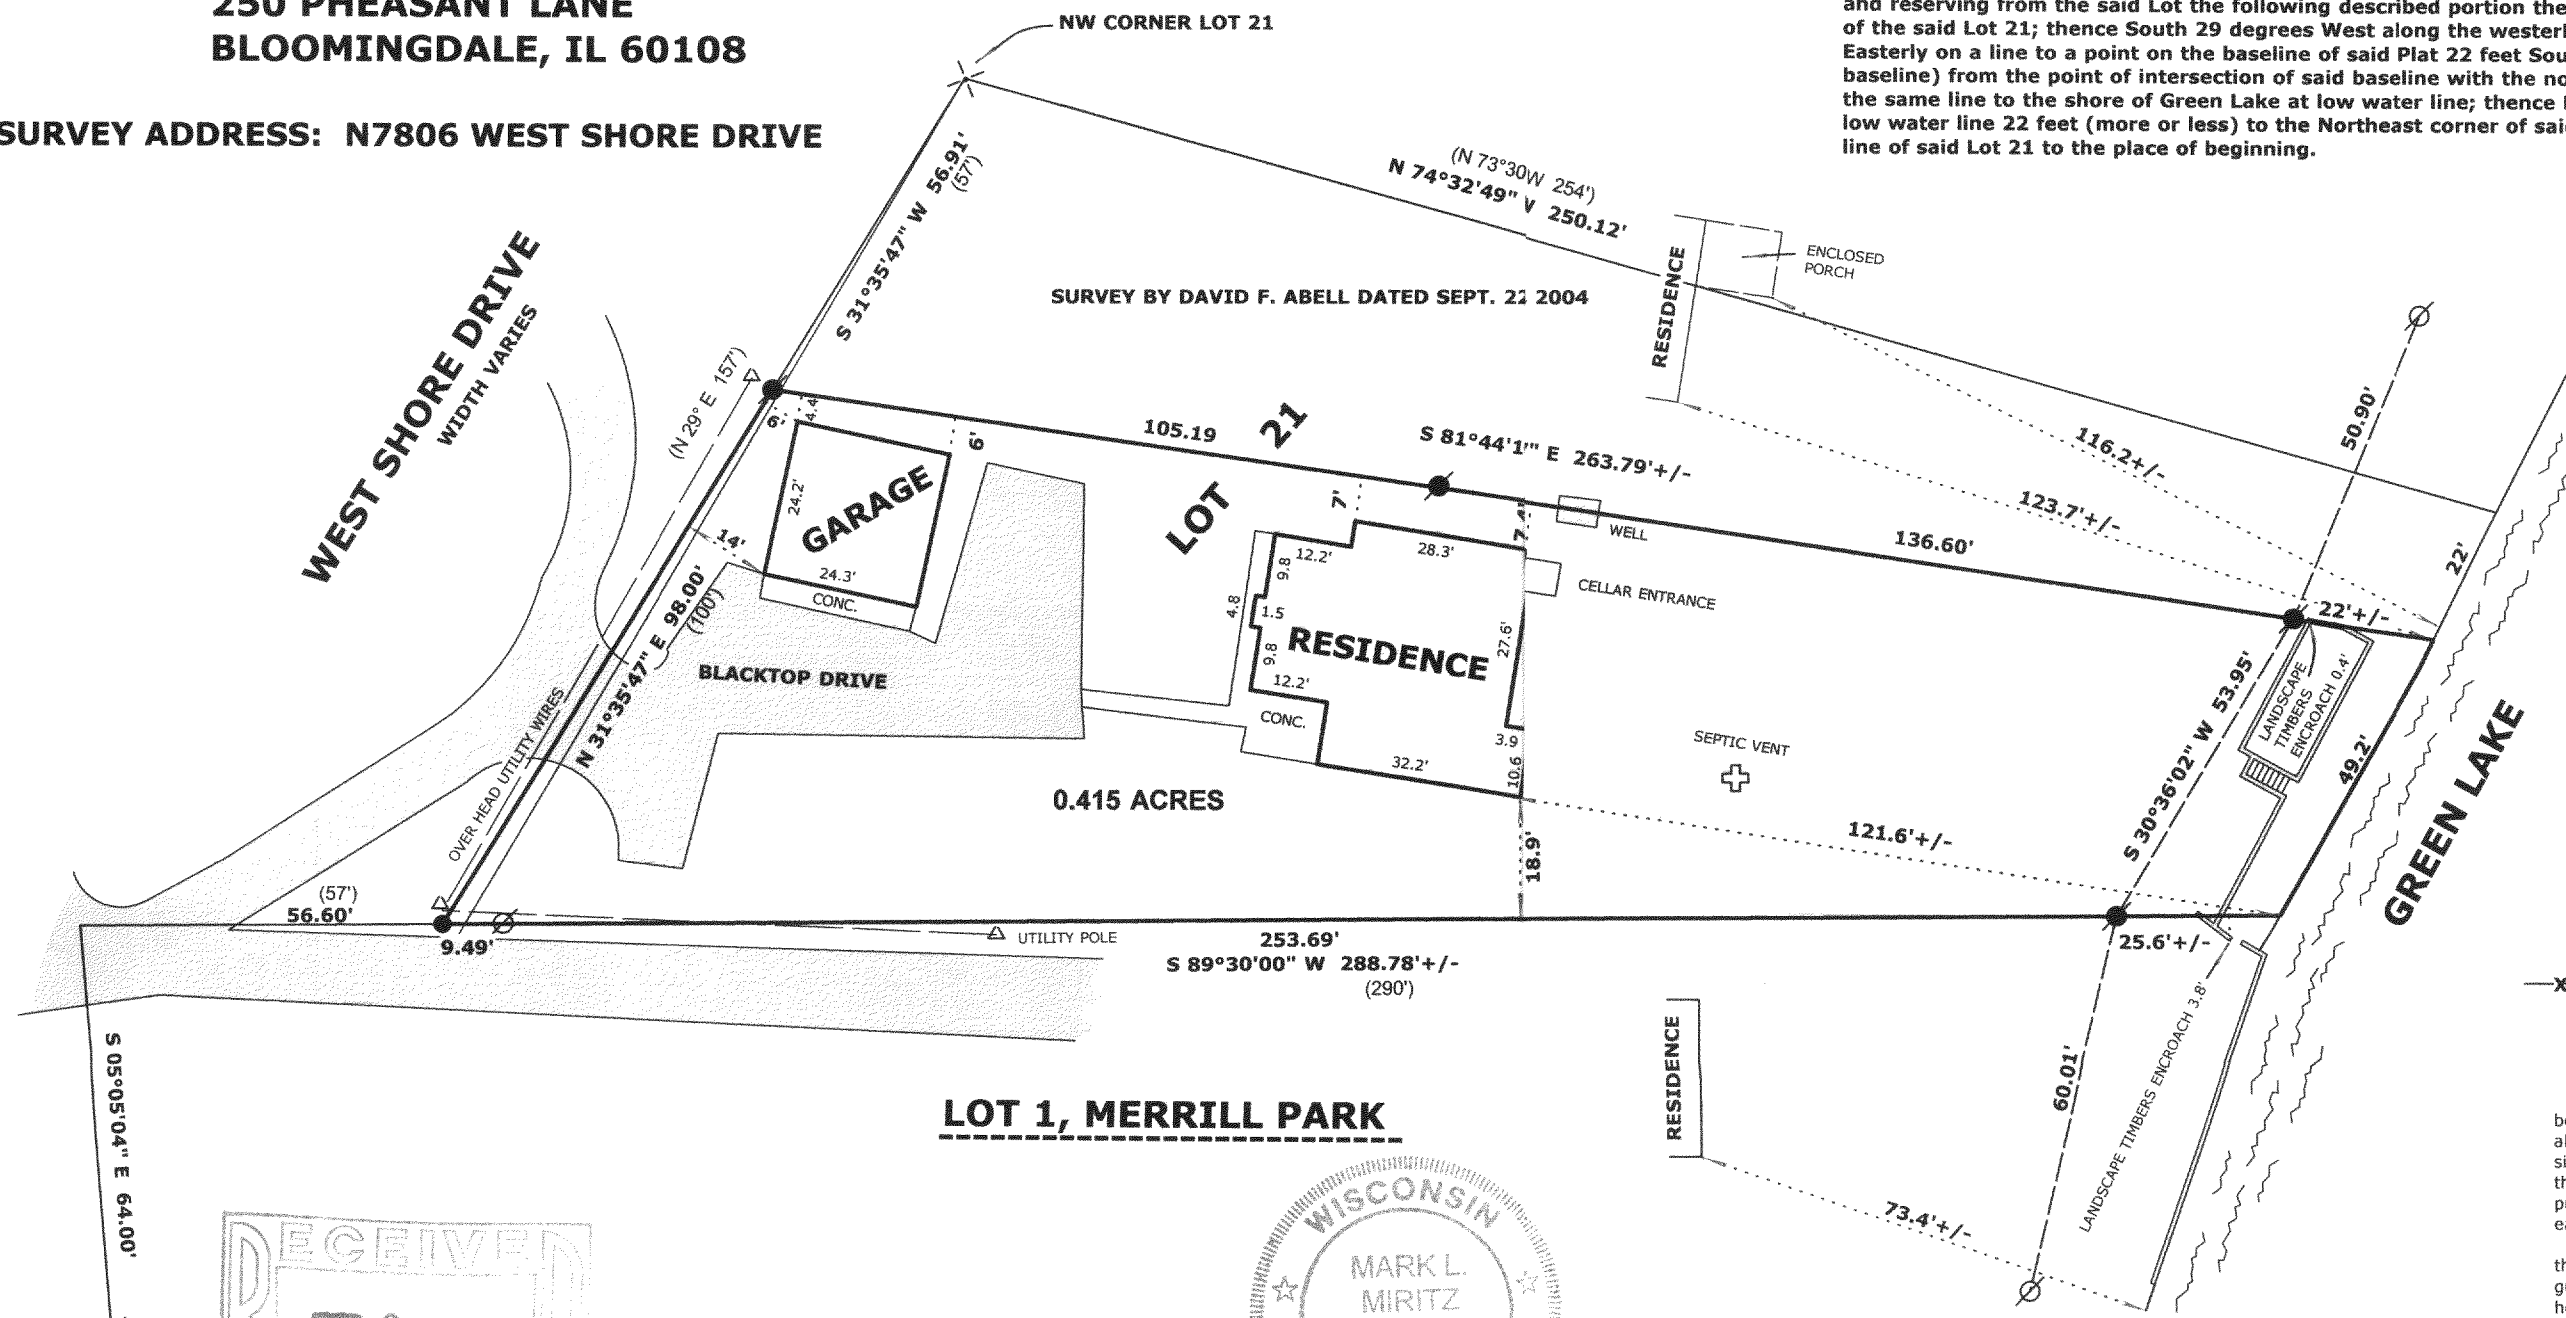 250 PHEASANT LANE
BLOOMINGDALE, IL 60108
SURVEY ADDRESS: N7806 WEST SHORE DRIVE
and reserving from the said Lot the following described portion
of the said Lot 21; thence South 29 degrees West along the
Easterly on a line to a point on the baseline of said Plat 22 feet
baseline) from the point of intersection of said baseline with the
the same line to the shore of Green Lake at low water line; thence
low water line 22 feet (more or less) to the Northeast corner of
line of said Lot 21 to the place of beginning.
NW CORNER LOT 21
S 31°35'47" W 56.91'
(57')
(N 73°30W 254')
N 74°32'49" 250.12'
RESIDENCE
ENCLOSED
PORCH
SURVEY BY DAVID F. ABELL DATED SEPT. 22 2004
WEST SHORE DRIVE
WIDTH VARIES
(N 29° E 157')
6'
4.4
6'
105.19
LOT 21
S 81°44'1 " E 263.79'+/-
116.2+/-
50.90'
123.7'+/-
22'
24.2'
GARAGE
14'
24.3'
CONC.
7'
7.4'
WELL
136.60'
12.2'
28.3'
CELLAR ENTRANCE
9.8
4.8
1.5
9.8
12.2'
RESIDENCE
27.6'
22'+/-
N 31°35'47" E 98.00'
(100')
BLACKTOP DRIVE
OVER HEAD UTILITY WIRES
CONC.
3.9
32.2'
10.6
SEPTIC VENT
LANDSCAPE
TIMBERS
ENCROACH 0.4'
S 30°36'02" W 53.95'
49.2'
GREEN LAKE
0.415 ACRES
18.9'
121.6'+/-
(57')
56.60'
9.49'
UTILITY POLE
253.69'
S 89°30'00" W 288.78'+/-
(290')
25.6'+/-
X
S 05°05'04" E 64.00'
LOT 1, MERRILL PARK
RESIDENCE
60.01'
LANDSCAPE TIMBERS ENCROACH 3.8'
73.4'+/-
RECEIVED
WISCONSIN
MARK L.
MIRITZ